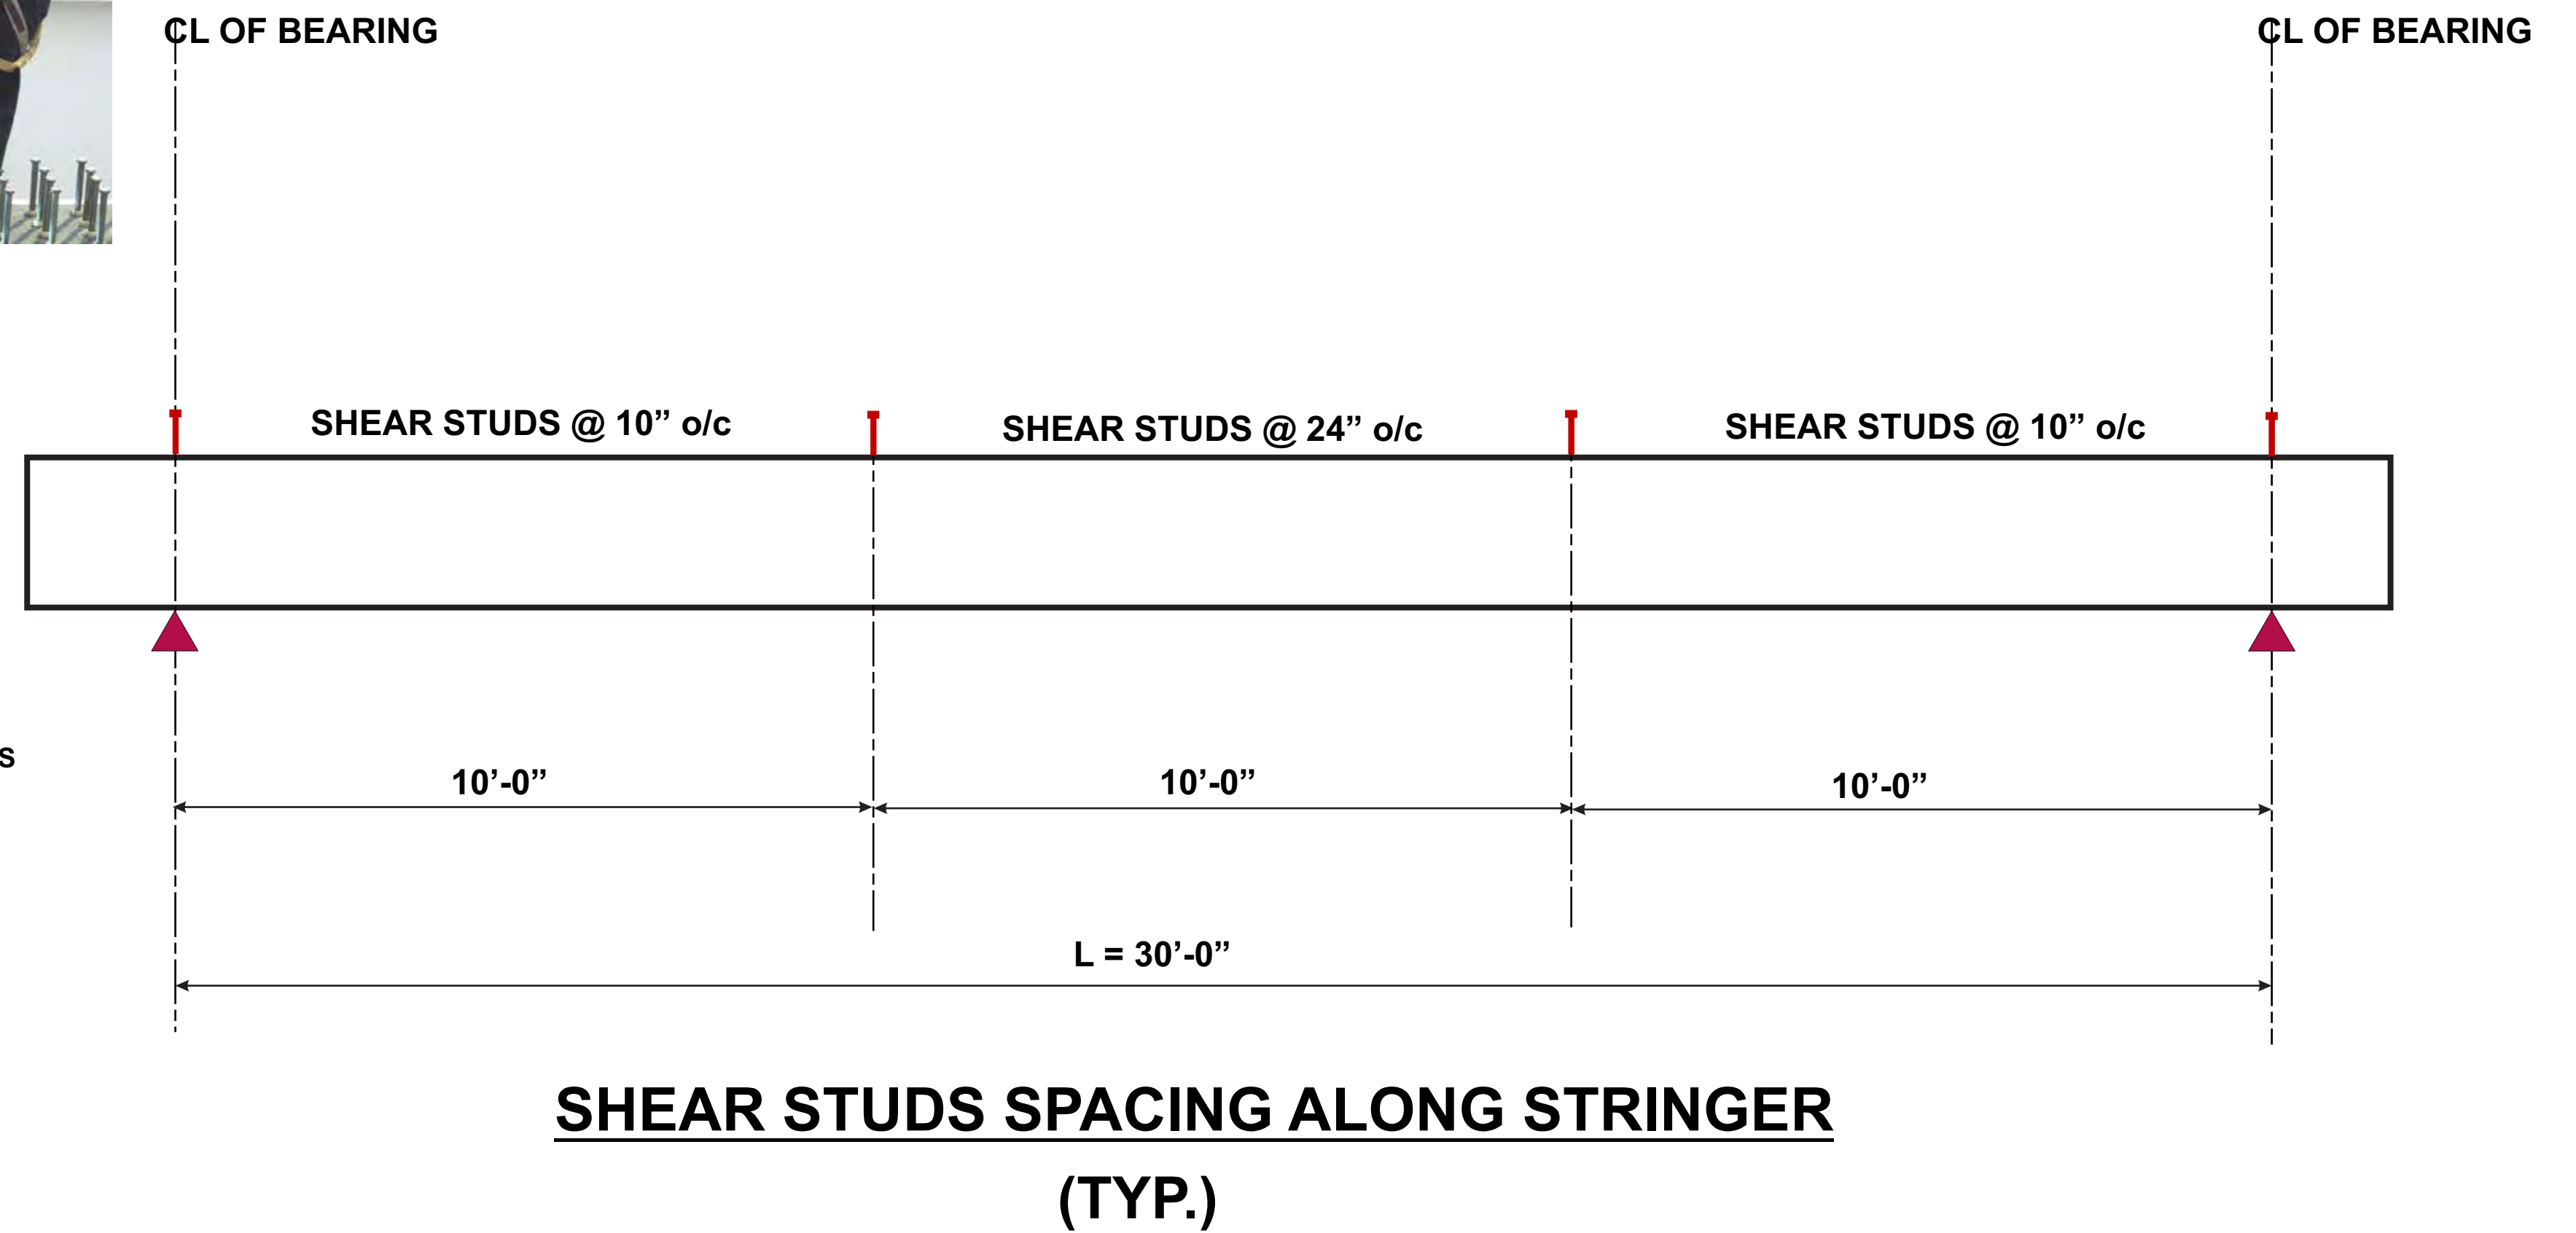 CL OF BEARING
CL OF BEARING
SHEAR STUDS @ 10” o/c
SHEAR STUDS @ 24” o/c
SHEAR STUDS @ 10” o/c
S
10’-0”
10’-0”
10’-0”
L = 30’-0”
SHEAR STUDS SPACING ALONG STRINGER
(TYP.)